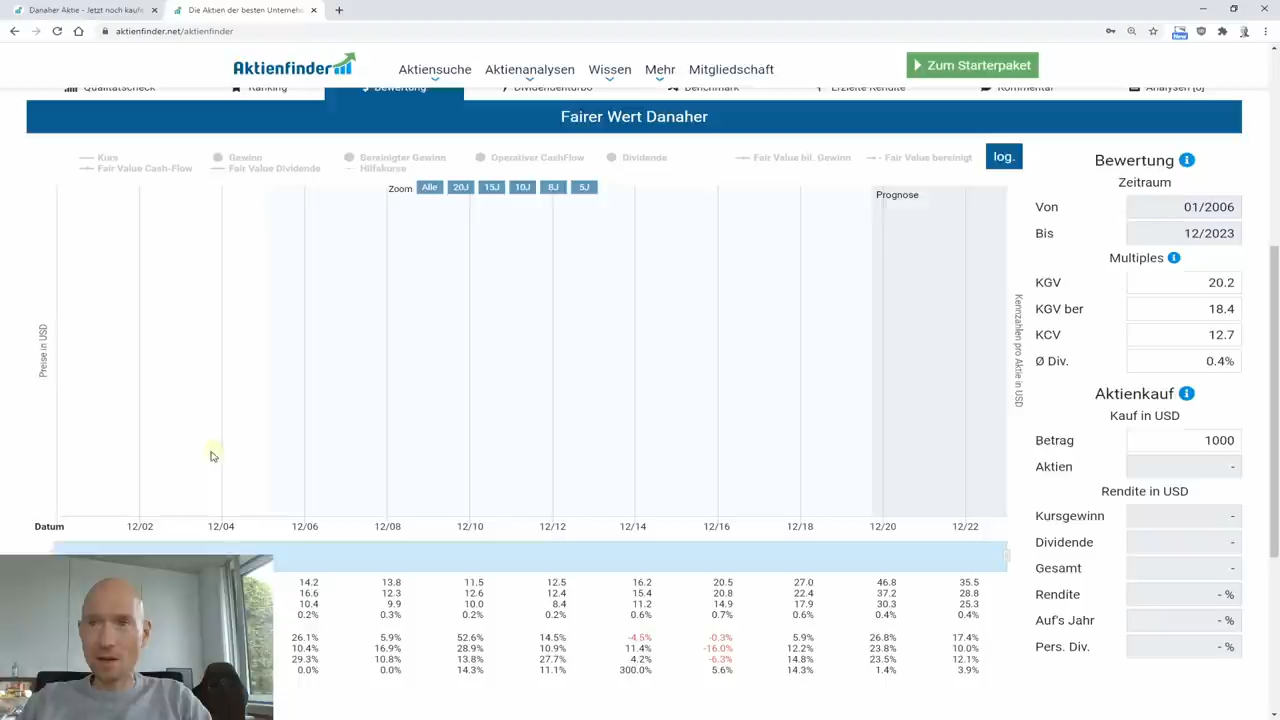 Danaher Aktie - Jetzt noch kaufe
Die Aktien der besten Unternehm
aktienfinder.net/aktienfinder
Aktienfinder
Aktiensuche
Aktienanalysen
Wissen
Mehr
Mitgliedschaft
Zum Starterpaket
Qualitätscheck
Ranking
Bewertung
Dividendenturbo
Benchmark
Erzielte Rendite
Kommentar
Analysen [0]
Fairer Wert Danaher
Kurs
Gewinn
Bereinigter Gewinn
Operativer CashFlow
Dividende
Fair Value bil. Gewinn
Fair Value bereinigt
Fair Value Cash-Flow
Fair Value Dividende
Hilfskurse
log.
Zoom Alle 20J 15J 10J 8J 5J
Prognose
Preise in USD
Kennzahlen pro Aktie in USD
Datum 12/02 12/04 12/06 12/08 12/10 12/12 12/14 12/16 12/18 12/20 12/22
14.2 13.8 11.5 12.5 16.2 20.5 27.0 46.8 35.5
16.6 12.3 12.6 12.4 15.4 20.8 22.4 37.2 28.8
10.4 9.9 10.0 8.4 11.2 14.9 17.9 30.3 25.3
0.2% 0.3% 0.2% 0.2% 0.6% 0.7% 0.6% 0.4% 0.4%
26.1% 5.9% 52.6% 14.5% -4.5% -0.3% 5.9% 26.8% 17.4%
10.4% 16.9% 28.9% 10.9% 11.4% -16.0% 12.2% 23.8% 10.0%
29.3% 10.8% 13.8% 27.7% 4.2% -6.3% 14.8% 23.5% 12.1%
0.0% 0.0% 14.3% 11.1% 300.0% 5.6% 14.3% 1.4% 3.9%
Bewertung
Zeitraum
Von 01/2006
Bis 12/2023
Multiples
KGV 20.2
KGV ber 18.4
KCV 12.7
Ø Div. 0.4%
Aktienkauf
Kauf in USD
Betrag 1000
Aktien -
Rendite in USD
Kursgewinn -
Dividende -
Gesamt -
Rendite - %
Auf's Jahr - %
Pers. Div. - %